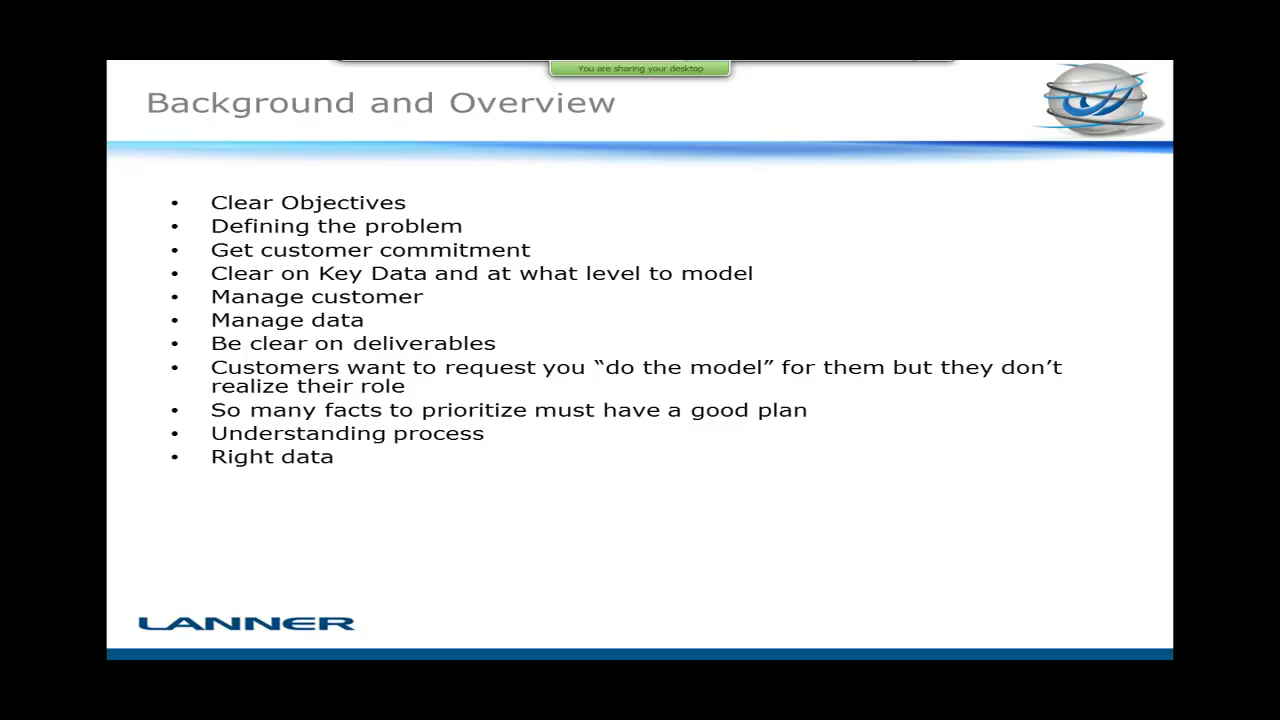 You are sharing your desktop
Background and Overview
• Clear Objectives
• Defining the problem
• Get customer commitment
• Clear on Key Data and at what level to model
• Manage customer
• Manage data
• Be clear on deliverables
• Customers want to request you “do the model” for them but they don’t
realize their role
• So many facts to prioritize must have a good plan
• Understanding process
• Right data
LANNER